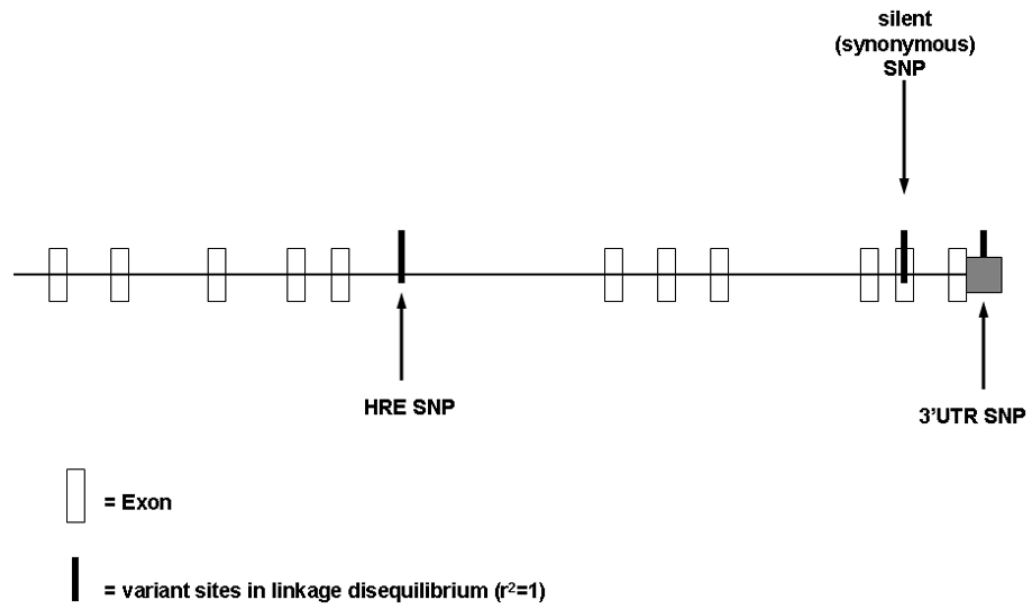 silent
(synonymous)
SNP
HRE SNP
3'UTR SNP
= Exon
= variant sites in linkage disequilibrium (r²=1)